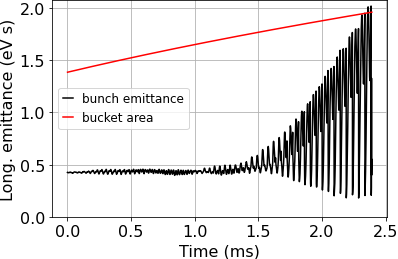 Long. emittance (eV s)
2.0
1.5
1.0
0.5
0.0
bunch emittance
bucket area
0.0 0.5 1.0 1.5 2.0 2.5
Time (ms)